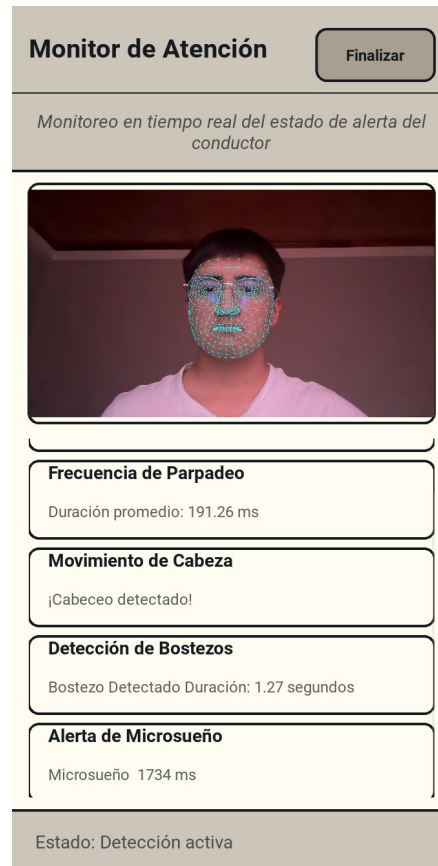 Monitor de Atención
Finalizar
Monitoreo en tiempo real del estado de alerta del
conductor
Frecuencia de Parpadeo
Duración promedio: 191.26 ms
Movimiento de Cabeza
¡Cabeceo detectado!
Detección de Bostezos
Bostezo Detectado Duración: 1.27 segundos
Alerta de Microsueño
Microsueño  1734 ms
Estado: Detección activa